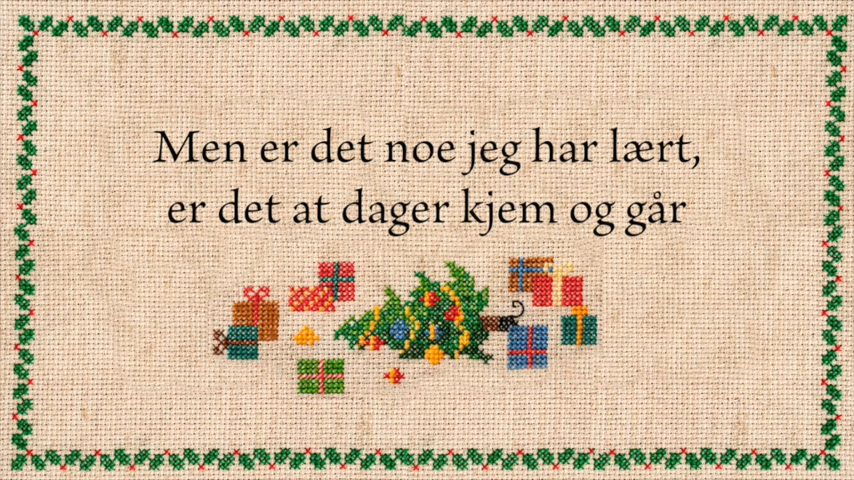 Men er det noe jeg har lært,
er det at dager kjem og går